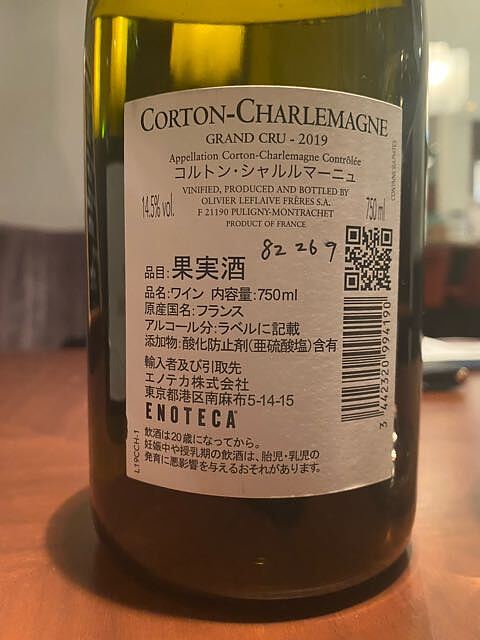 CORTON-CHARLEMAGNE
GRAND CRU - 2019
Appellation Corton-Charlemagne Contrôlée
コルトン・シャルルマーニュ
VINIFIED, PRODUCED AND BOTTLED BY
OLIVIER LEFLAIVE FRÈRES S.A.
F 21190 PULIGNY-MONTRACHET
PRODUCT OF FRANCE
14.5% vol.
750 ml
CONTAINS SULPHITES
82 269
品目:果実酒
品名:ワイン 内容量:750ml
原産国名:フランス
アルコール分:ラベルに記載
添加物:酸化防止剤(亜硫酸塩)含有
輸入者及び引取先
エノテカ株式会社
東京都港区南麻布5-14-15
ENOTECA
飲酒は20歳になってから。
妊娠中や授乳期の飲酒は、胎児・乳児の
発育に悪影響を与えるおそれがあります。
L19CCH-1
3 442320 994190